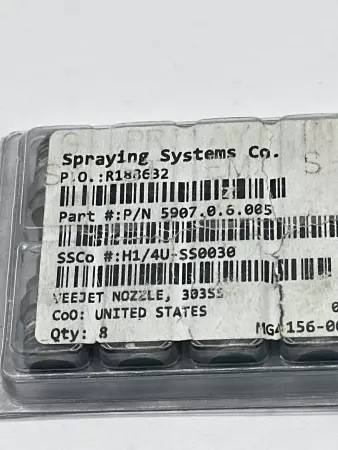 Spraying Systems Co.
P.O.:R188632
Part #:P/N 5907.0.6.005
SSCo #:H1/4U-SS0030
VEEJET NOZZLE, 303SS
CoO: UNITED STATES
Qty: 8